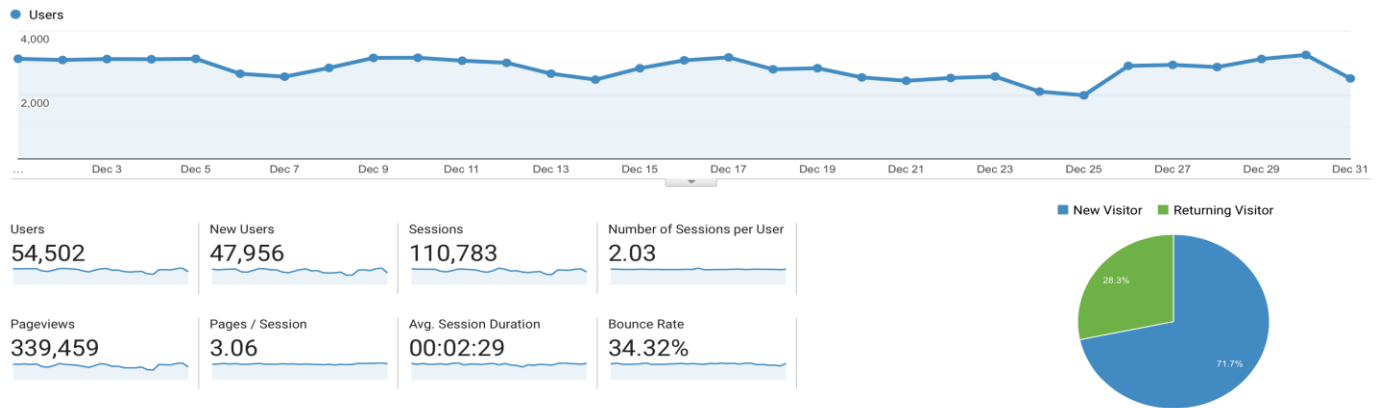 Users
4,000
2,000
... Dec 3 Dec 5 Dec 7 Dec 9 Dec 11 Dec 13 Dec 15 Dec 17 Dec 19 Dec 21 Dec 23 Dec 25 Dec 27 Dec 29 Dec 31
Users New Users Sessions Number of Sessions per User
54,502 47,956 110,783 2.03
Pageviews Pages / Session Avg. Session Duration Bounce Rate
339,459 3.06 00:02:29 34.32%
New Visitor Returning Visitor
28.3%
71.7%